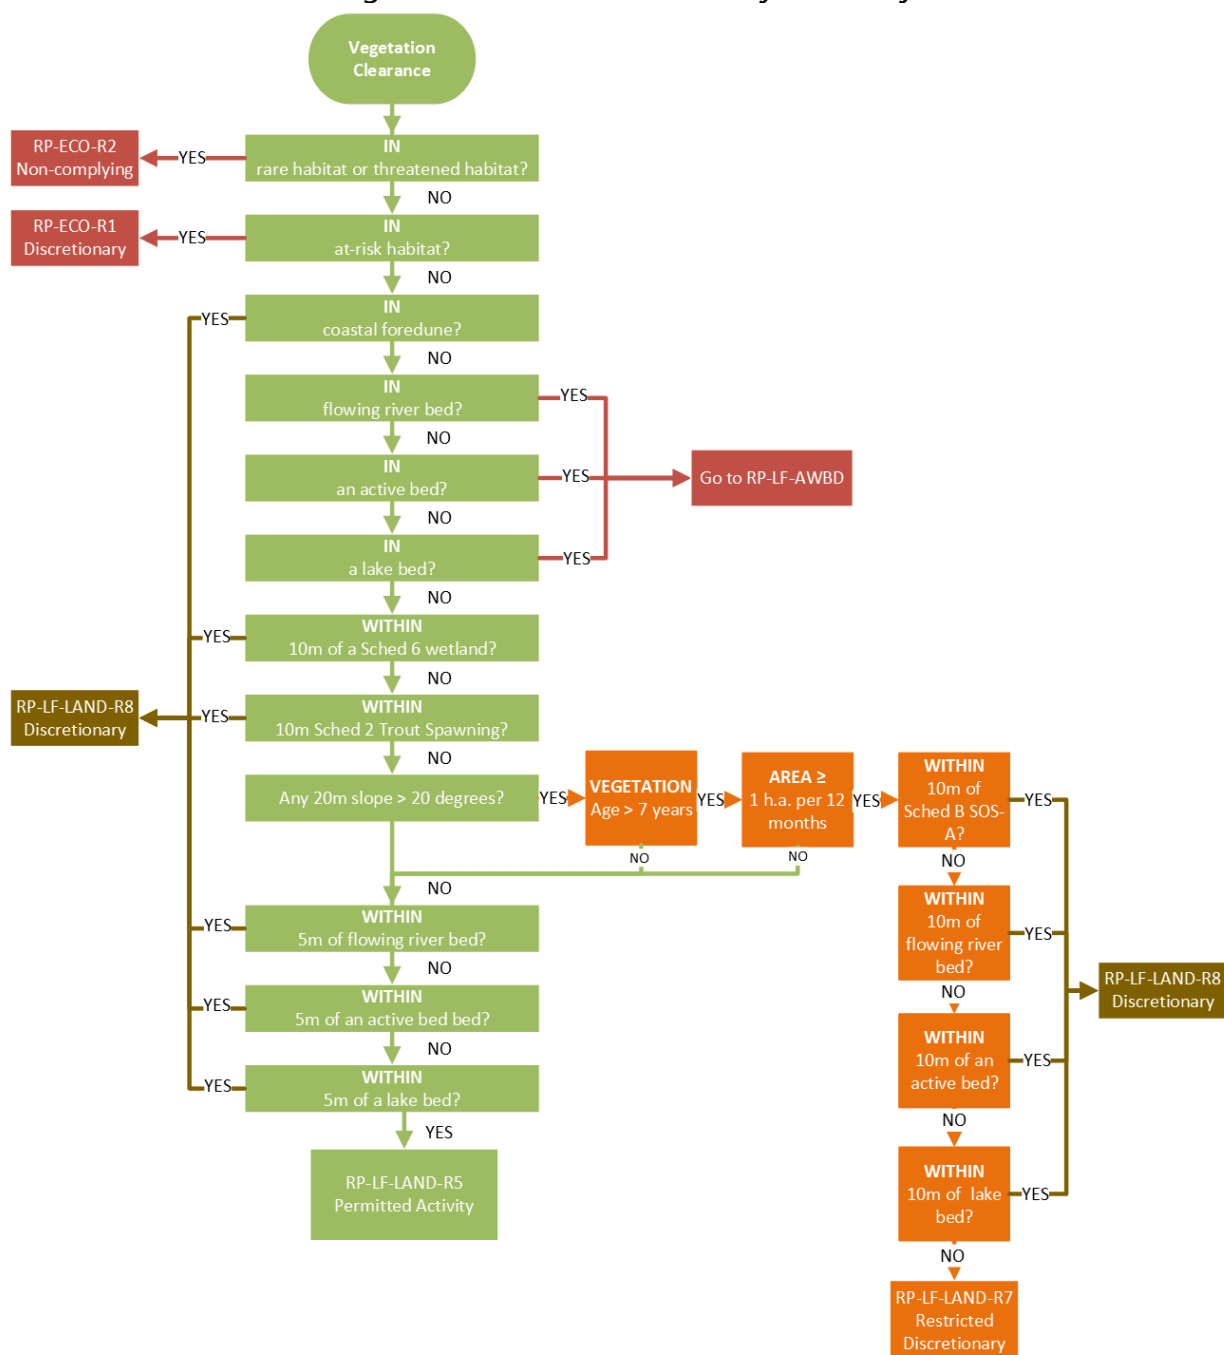 Vegetation
Clearance
RP-ECO-R2
Non-complying
YES
IN
rare habitat or threatened habitat?
NO
RP-ECO-R1
Discretionary
YES
IN
at-risk habitat?
NO
YES
IN
coastal foredune?
NO
IN
flowing river bed?
YES
NO
IN
an active bed?
YES
Go to RP-LF-AWBD
NO
IN
a lake bed?
YES
NO
YES
WITHIN
10m of a Sched 6 wetland?
NO
RP-LF-LAND-R8
Discretionary
YES
WITHIN
10m Sched 2 Trout Spawning?
NO
Any 20m slope > 20 degrees?
YES
VEGETATION
Age > 7 years
YES
AREA ≥
1 h.a. per 12
months
YES
WITHIN
10m of
Sched B SOS-
A?
YES
NO
NO
NO
NO
YES
WITHIN
5m of flowing river bed?
NO
WITHIN
10m of
flowing river
bed?
YES
NO
YES
WITHIN
5m of an active bed bed?
NO
RP-LF-LAND-R8
Discretionary
WITHIN
10m of an
active bed?
YES
NO
YES
WITHIN
5m of a lake bed?
YES
RP-LF-LAND-R5
Permitted Activity
WITHIN
10m of lake
bed?
YES
NO
RP-LF-LAND-R7
Restricted
Discretionary